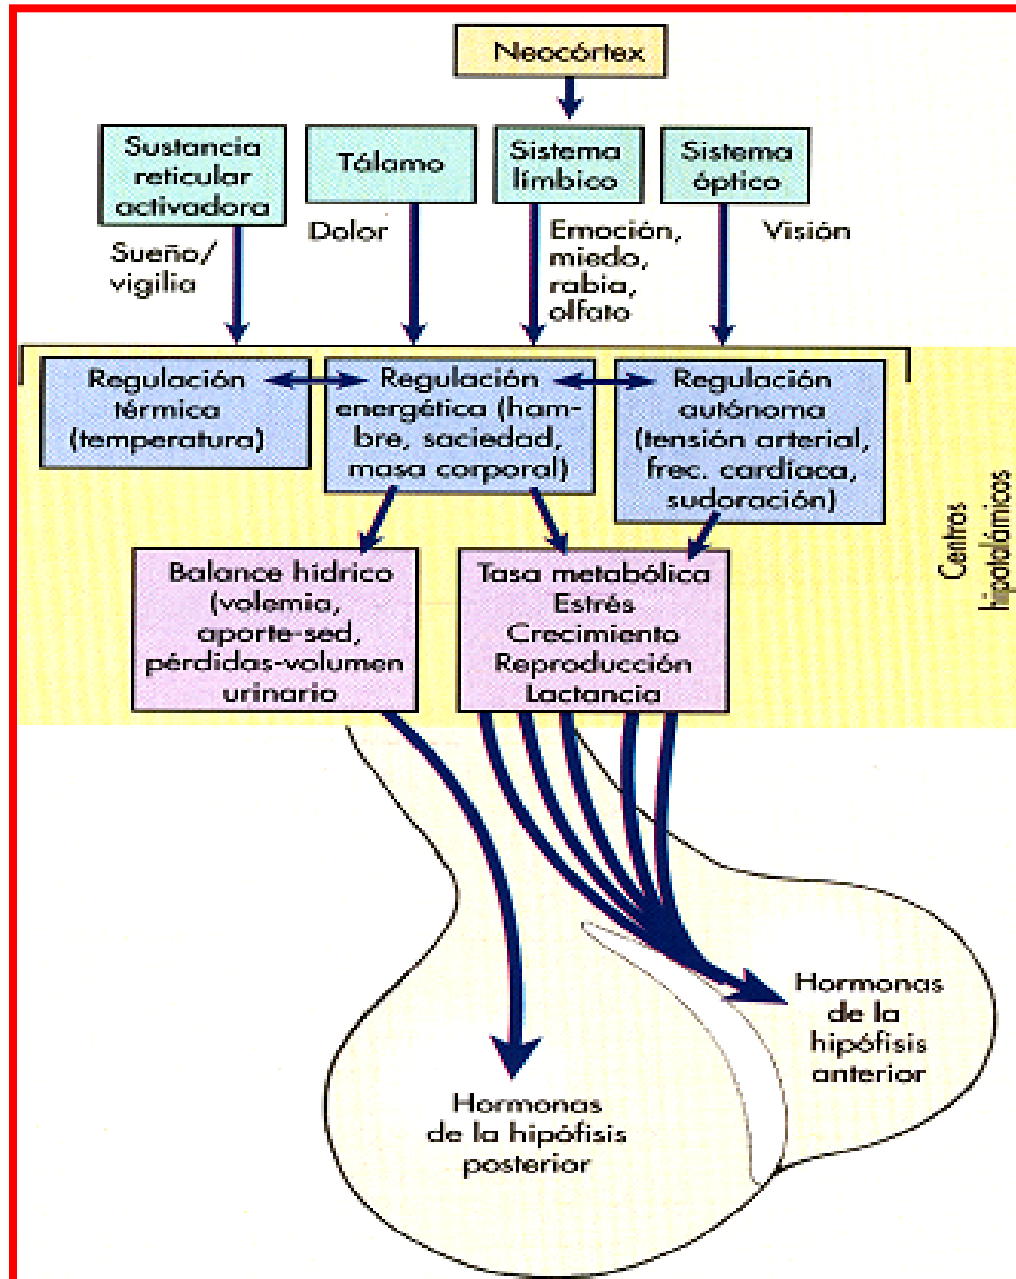 Neocórtex
Sustancia
reticular
activadora
Tálamo
Sistema
límbico
Sistema
óptico
Sueño/
vigilia
Dolor
Emoción,
miedo,
rabia,
olfato
Visión
Regulación
térmica
(temperatura)
Regulación
energética (ham-
bre, saciedad,
masa corporal)
Regulación
autónoma
(tensión arterial,
frec. cardíaca,
sudoración)
Centros
hipotalámicos
Balance hídrico
(volemia,
aporte-sed,
pérdidas-volumen
urinario
Tasa metabólica
Estrés
Crecimiento
Reproducción
Lactancia
Hormonas
de la
hipófisis
anterior
Hormonas
de la hipófisis
posterior